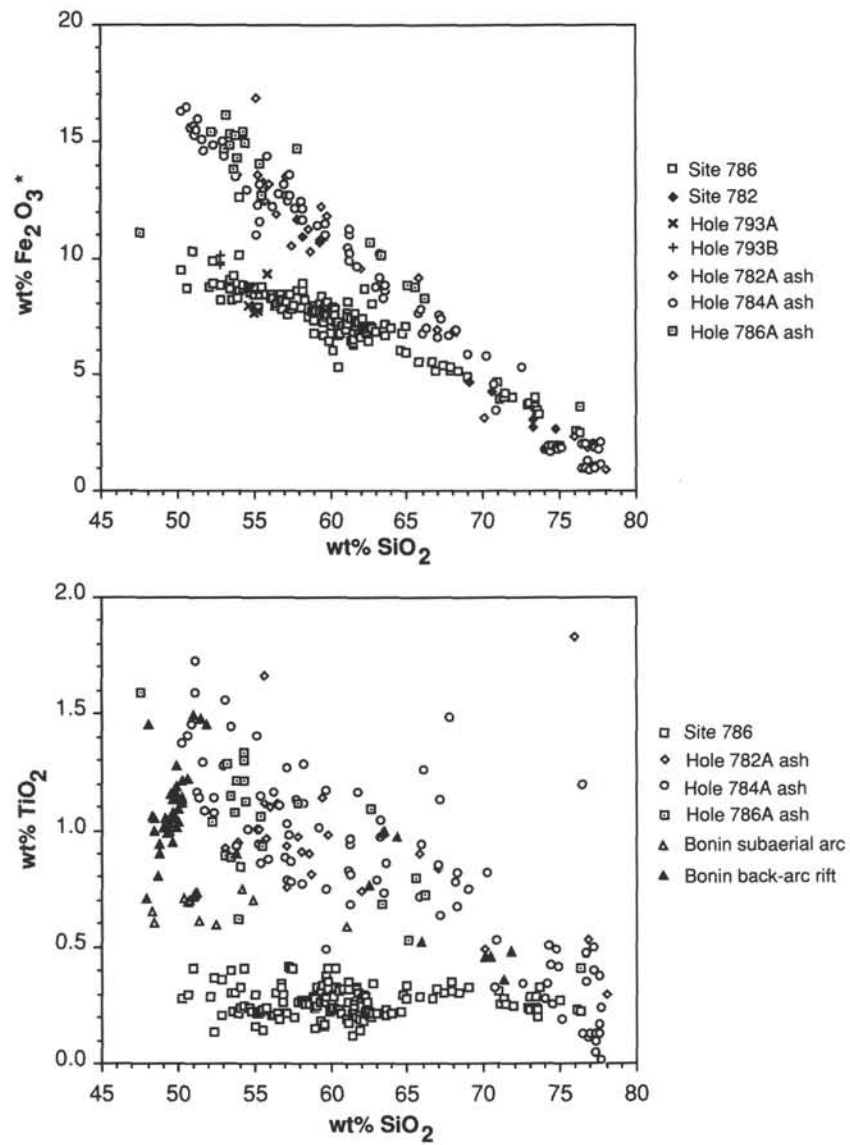 20
15
10
5
0
wt% Fe2O3*
45 50 55 60 65 70 75 80
wt% SiO2
Site 786
Site 782
Hole 793A
Hole 793B
Hole 782A ash
Hole 784A ash
Hole 786A ash
2.0
1.5
1.0
0.5
0.0
wt% TiO2
45 50 55 60 65 70 75 80
wt% SiO2
Site 786
Hole 782A ash
Hole 784A ash
Hole 786A ash
Bonin subaerial arc
Bonin back-arc rift